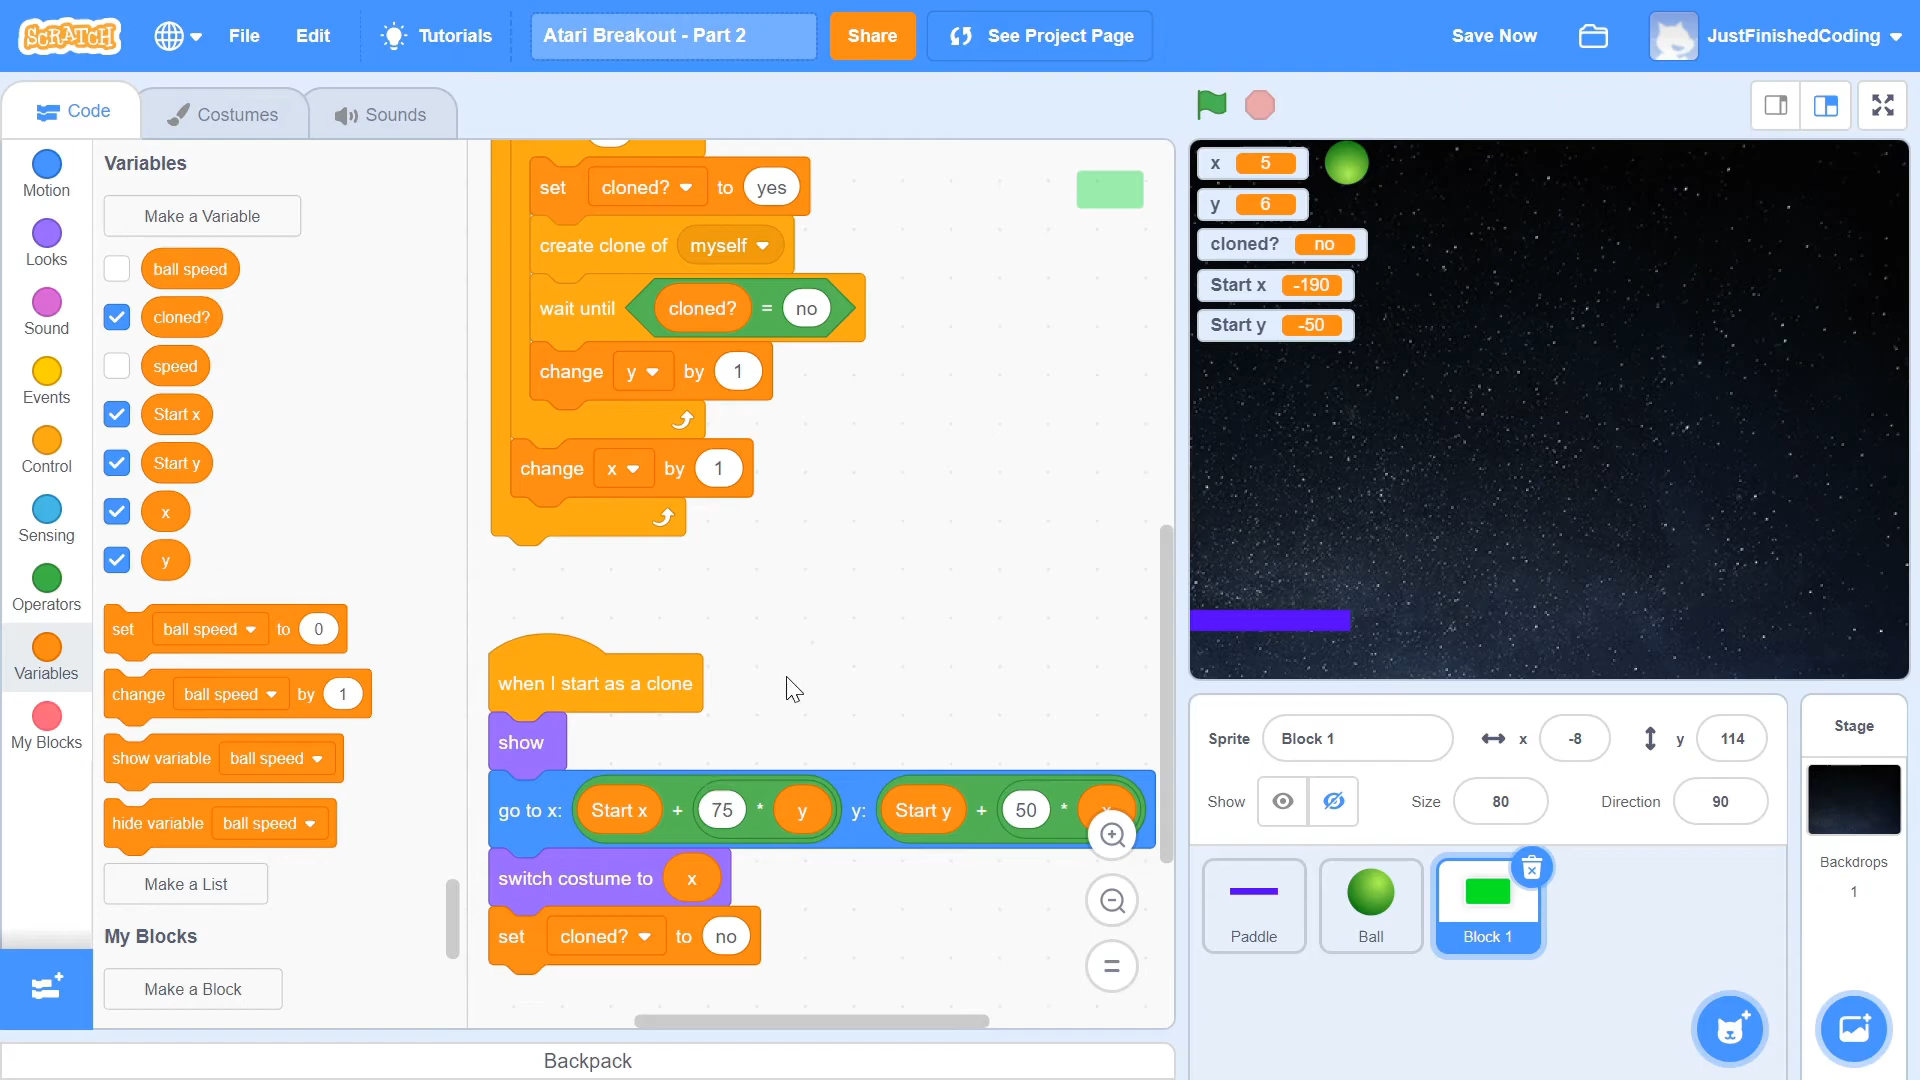 SCRATCH File Edit Tutorials Atari Breakout - Part 2 Share See Project Page Save Now JustFinishedCoding
Code Costumes Sounds
Motion
Looks
Sound
Events
Control
Sensing
Operators
Variables
My Blocks
Variables
Make a Variable
ball speed
cloned?
speed
Start x
Start y
x
y
set ball speed to 0
change ball speed by 1
show variable ball speed
hide variable ball speed
Make a List
My Blocks
Make a Block
set cloned? to yes
create clone of myself
wait until cloned? = no
change y by 1
change x by 1
when I start as a clone
show
go to x: Start x + 75 * y y: Start y + 50 * x
switch costume to x
set cloned? to no
Backpack
x 5
y 6
cloned? no
Start x -190
Start y -50
Sprite Block 1 x -8 y 114
Show Size 80 Direction 90
Paddle
Ball
Block 1
Stage
Backdrops
1